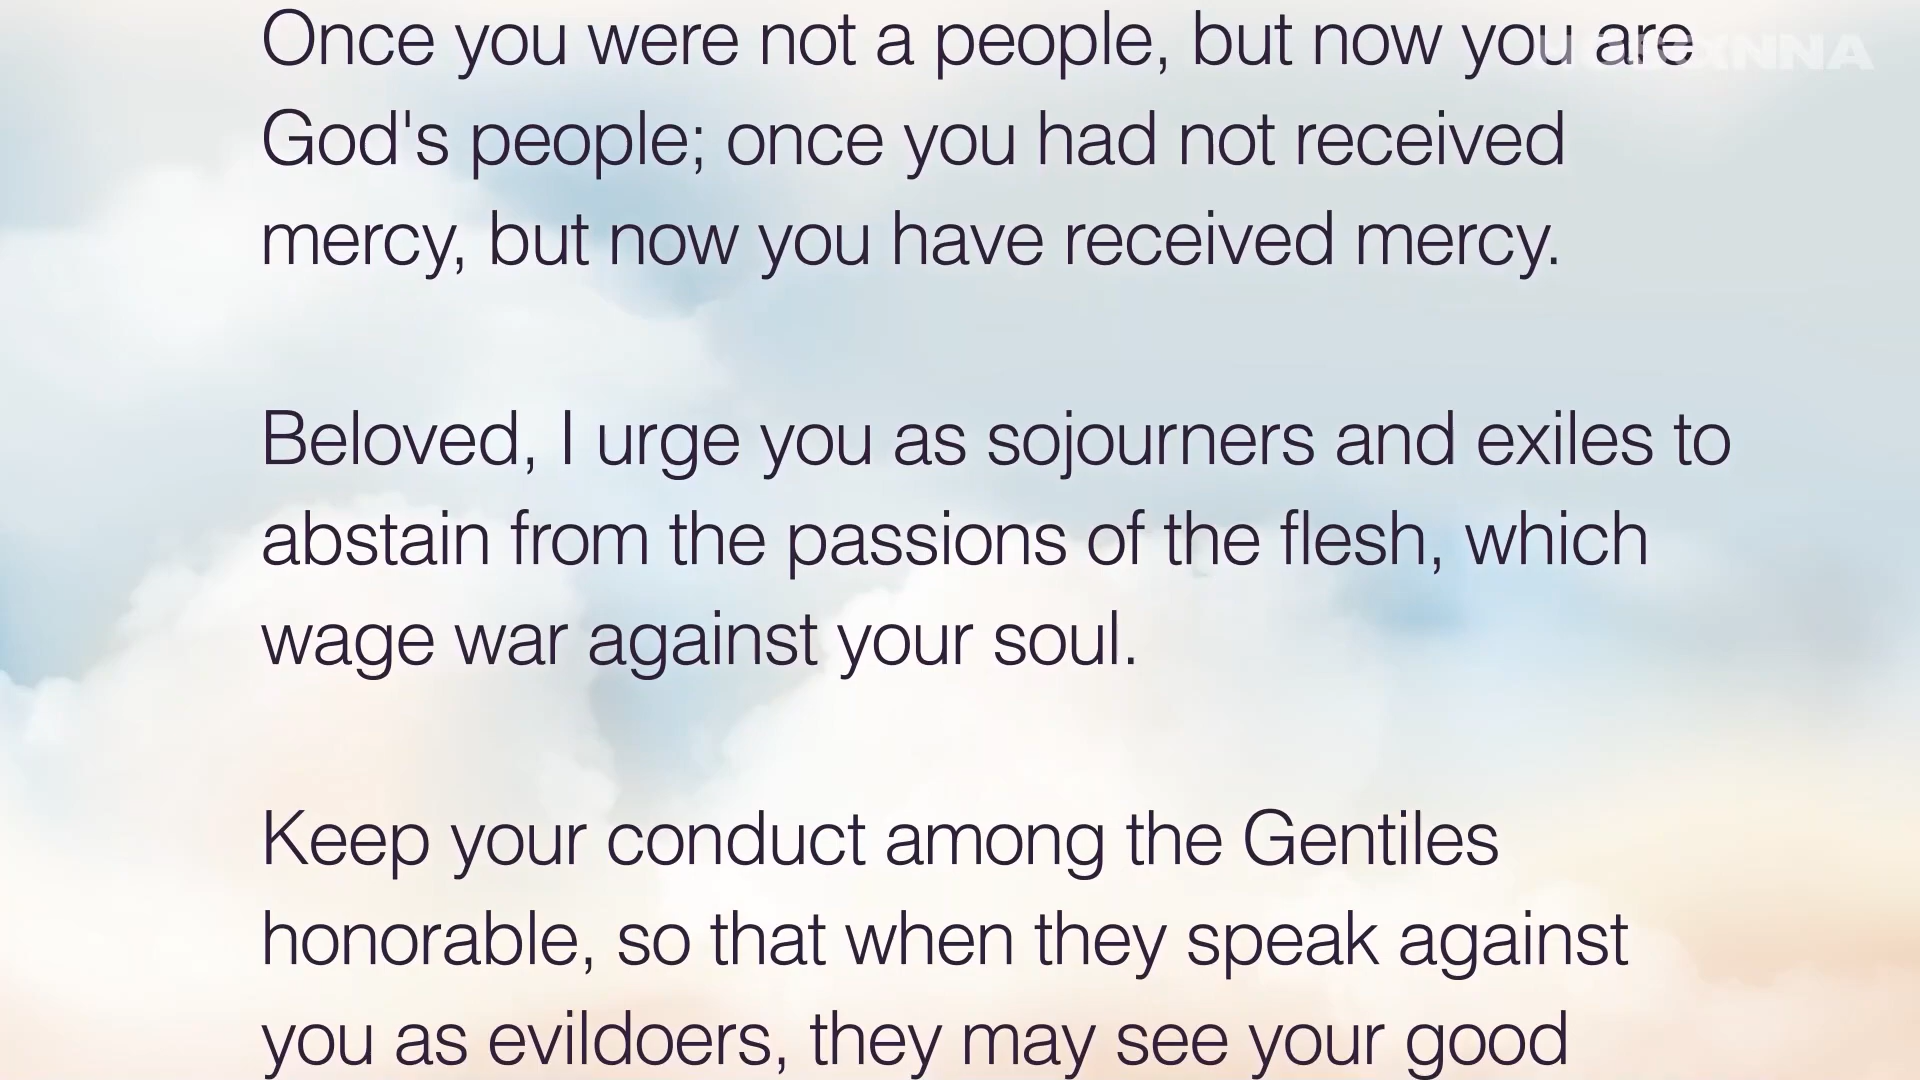 Once you were not a people, but now you are
God's people; once you had not received
mercy, but now you have received mercy.
Beloved, I urge you as sojourners and exiles to
abstain from the passions of the flesh, which
wage war against your soul.
Keep your conduct among the Gentiles
honorable, so that when they speak against
you as evildoers, they may see your good